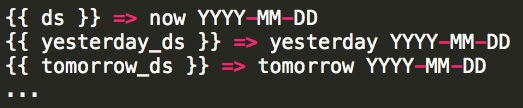 {{ ds }} => now YYYY-MM-DD
{{ yesterday_ds }} => yesterday YYYY-MM-DD
{{ tomorrow_ds }} => tomorrow YYYY-MM-DD
...